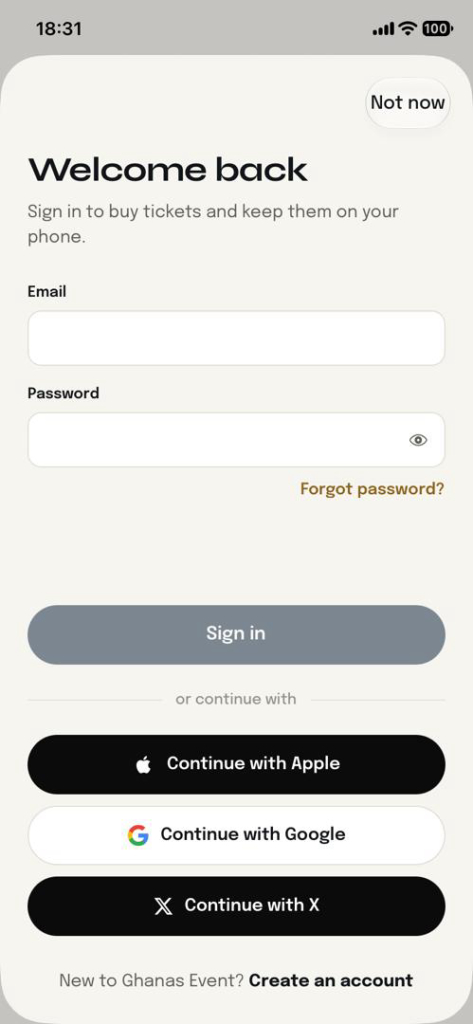 18:31
100
Not now
Welcome back
Sign in to buy tickets and keep them on your
phone.
Email
Password
Forgot password?
Sign in
or continue with
Continue with Apple
Continue with Google
Continue with X
New to Ghanas Event? Create an account